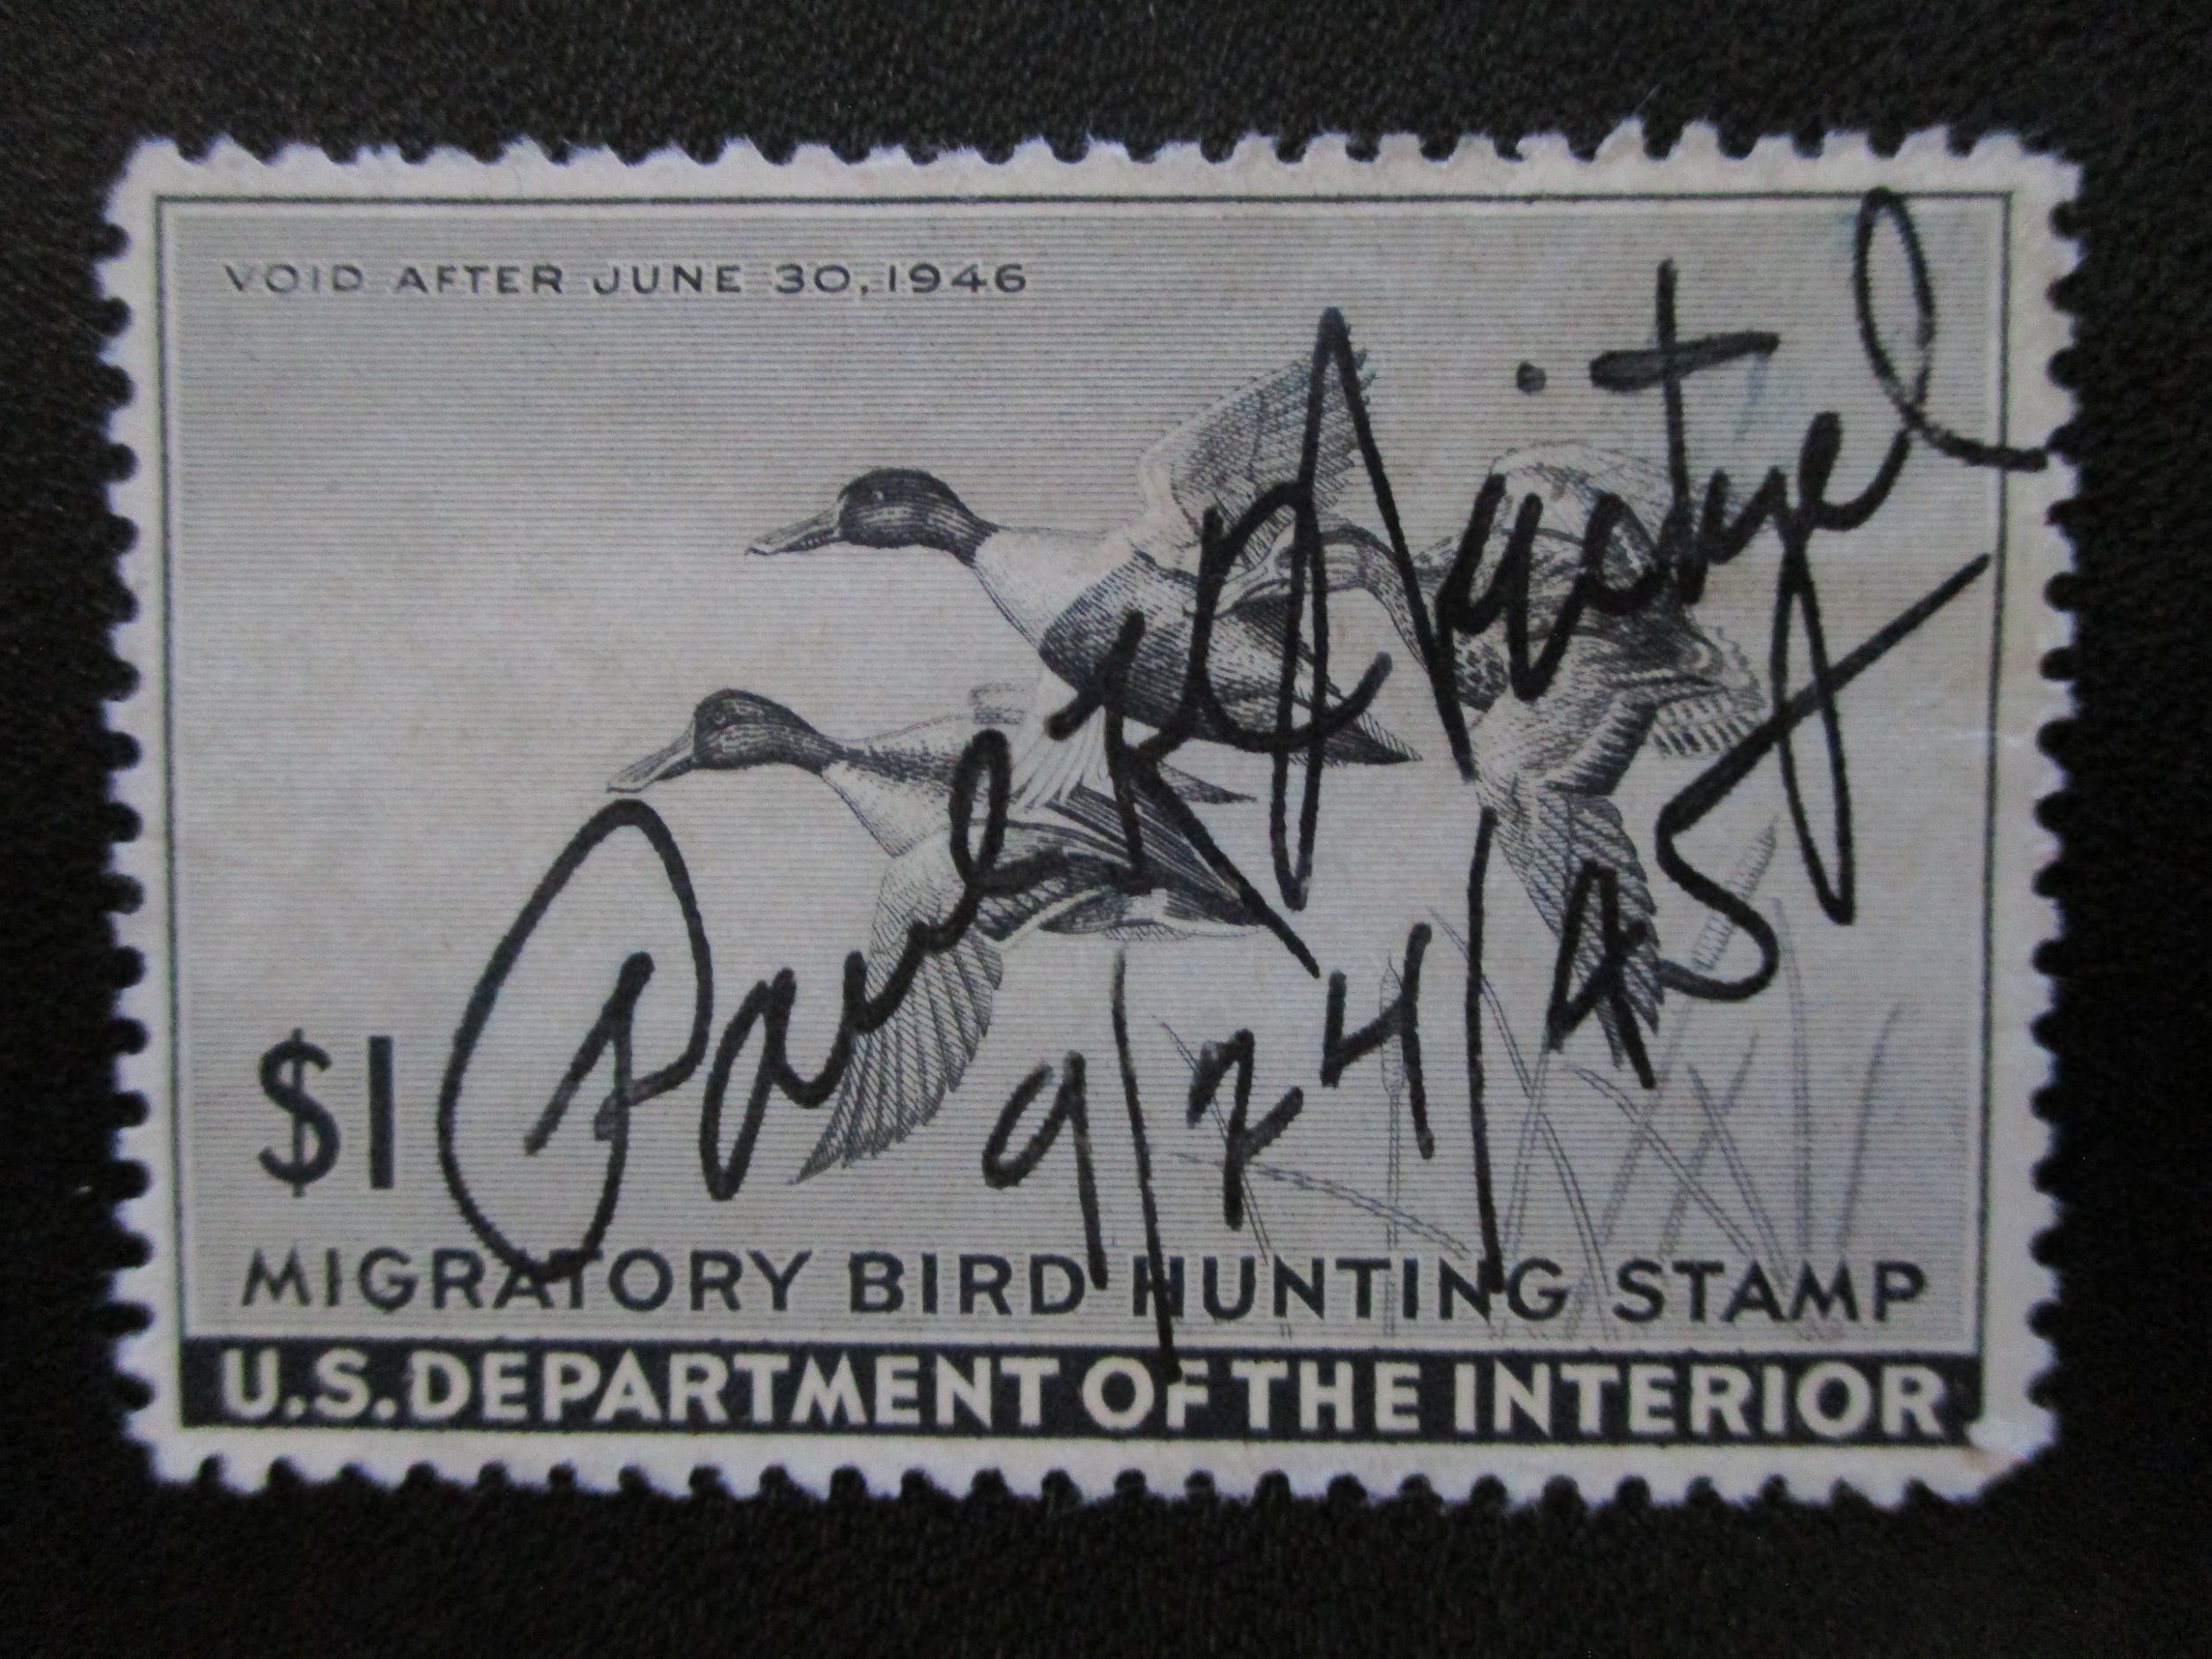 VOID AFTER JUNE 30, 1946
Paul K
9/24/45
$1
MIGRATORY BIRD HUNTING STAMP
U.S. DEPARTMENT OF THE INTERIOR